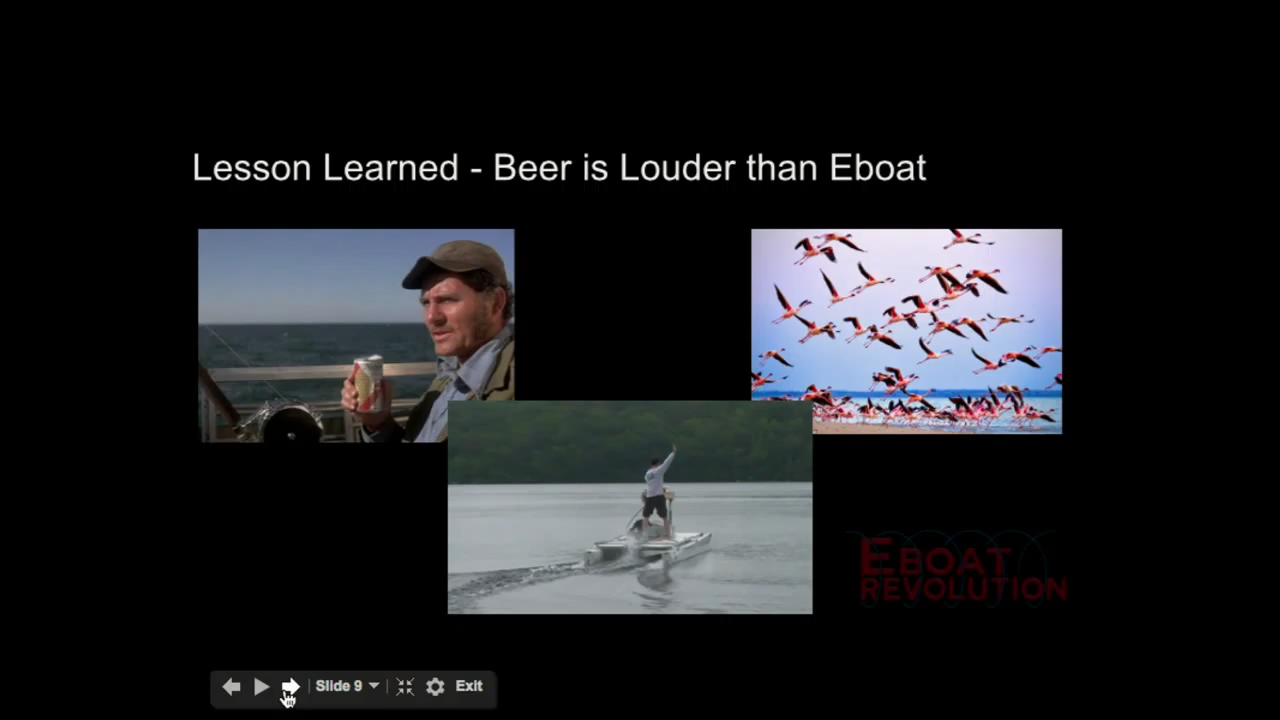 Lesson Learned - Beer is Louder than Eboat
EBOAT
REVOLUTION
Slide 9
Exit